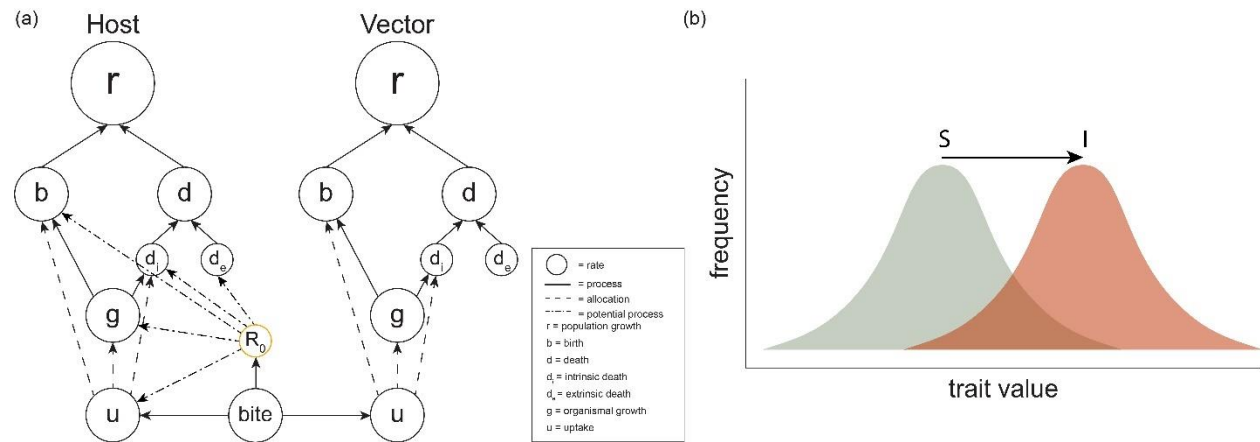 (a)
Host
Vector
r
r
b
d
b
d
di
de
di
de
g
g
R0
u
bite
u
= rate
= process
= allocation
= potential process
r = population growth
b = birth
d = death
di = intrinsic death
de = extrinsic death
g = organismal growth
u = uptake
(b)
S
I
frequency
trait value